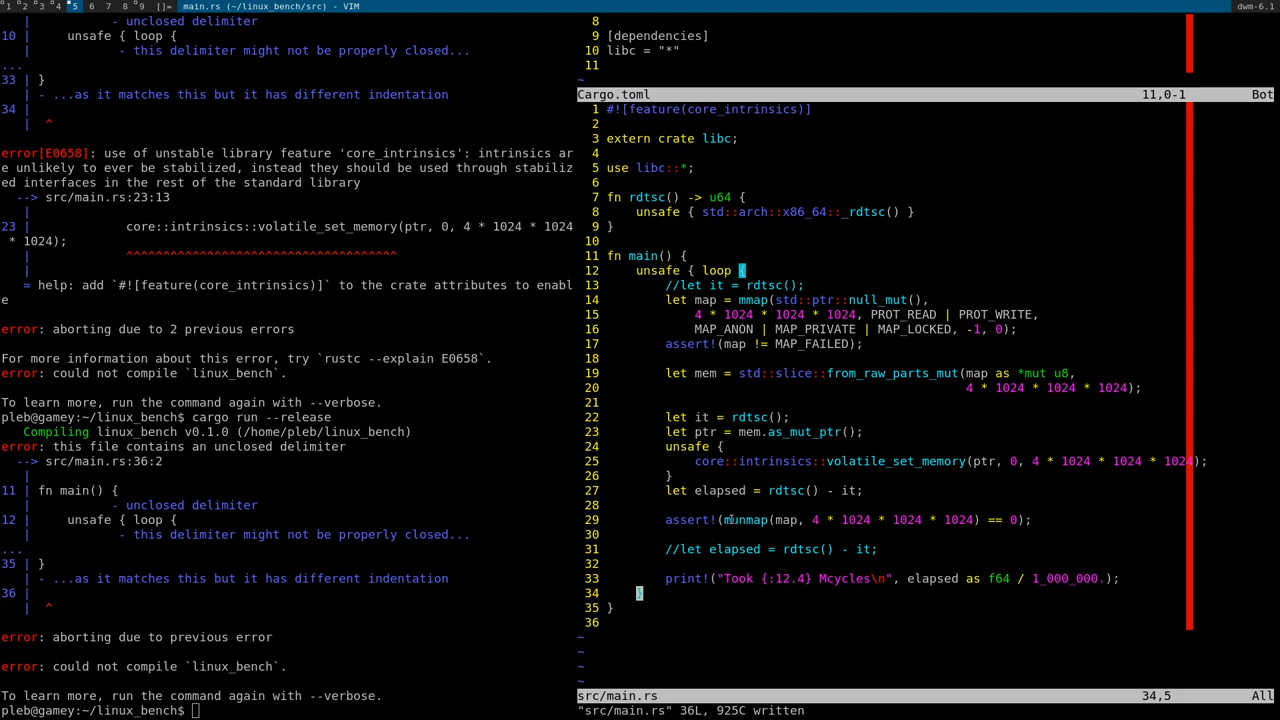 1 2 3 4 5 6 7 8 9 []= main.rs (~/linux_bench/src) - VIM dwm-6.1
| - unclosed delimiter
10 | unsafe { loop {
| - this delimiter might not be properly closed...
...
33 | }
| - ...as it matches this but it has different indentation
34 |
| ^
error[E0658]: use of unstable library feature 'core_intrinsics': intrinsics ar
e unlikely to ever be stabilized, instead they should be used through stabiliz
ed interfaces in the rest of the standard library
--> src/main.rs:23:13
|
23 | core::intrinsics::volatile_set_memory(ptr, 0, 4 * 1024 * 1024
* 1024);
| ^^^^^^^^^^^^^^^^^^^^^^^^^^^^^^^^^^^^^
|
= help: add `#![feature(core_intrinsics)]` to the crate attributes to enabl
e
error: aborting due to 2 previous errors
For more information about this error, try `rustc --explain E0658`.
error: could not compile `linux_bench`.
To learn more, run the command again with --verbose.
pleb@gamey:~/linux_bench$ cargo run --release
Compiling linux_bench v0.1.0 (/home/pleb/linux_bench)
error: this file contains an unclosed delimiter
--> src/main.rs:36:2
|
11 | fn main() {
| - unclosed delimiter
12 | unsafe { loop {
| - this delimiter might not be properly closed...
...
35 | }
| - ...as it matches this but it has different indentation
36 |
| ^
error: aborting due to previous error
error: could not compile `linux_bench`.
To learn more, run the command again with --verbose.
pleb@gamey:~/linux_bench$
8
9 [dependencies]
10 libc = "*"
11
~
Cargo.toml 11,0-1 Bot
1 #![feature(core_intrinsics)]
2
3 extern crate libc;
4
5 use libc::*;
6
7 fn rdtsc() -> u64 {
8 unsafe { std::arch::x86_64::_rdtsc() }
9 }
10
11 fn main() {
12 unsafe { loop {
13 //let it = rdtsc();
14 let map = mmap(std::ptr::null_mut(),
15 4 * 1024 * 1024 * 1024, PROT_READ | PROT_WRITE,
16 MAP_ANON | MAP_PRIVATE | MAP_LOCKED, -1, 0);
17 assert!(map != MAP_FAILED);
18
19 let mem = std::slice::from_raw_parts_mut(map as *mut u8,
20 4 * 1024 * 1024 * 1024);
21
22 let it = rdtsc();
23 let ptr = mem.as_mut_ptr();
24 unsafe {
25 core::intrinsics::volatile_set_memory(ptr, 0, 4 * 1024 * 1024 * 1024);
26 }
27 let elapsed = rdtsc() - it;
28
29 assert!(munmap(map, 4 * 1024 * 1024 * 1024) == 0);
30
31 //let elapsed = rdtsc() - it;
32
33 print!("Took {:12.4} Mcycles\n", elapsed as f64 / 1_000_000.);
34 }
35 }
36
~
~
~
~
src/main.rs 34,5 All
"src/main.rs" 36L, 925C written